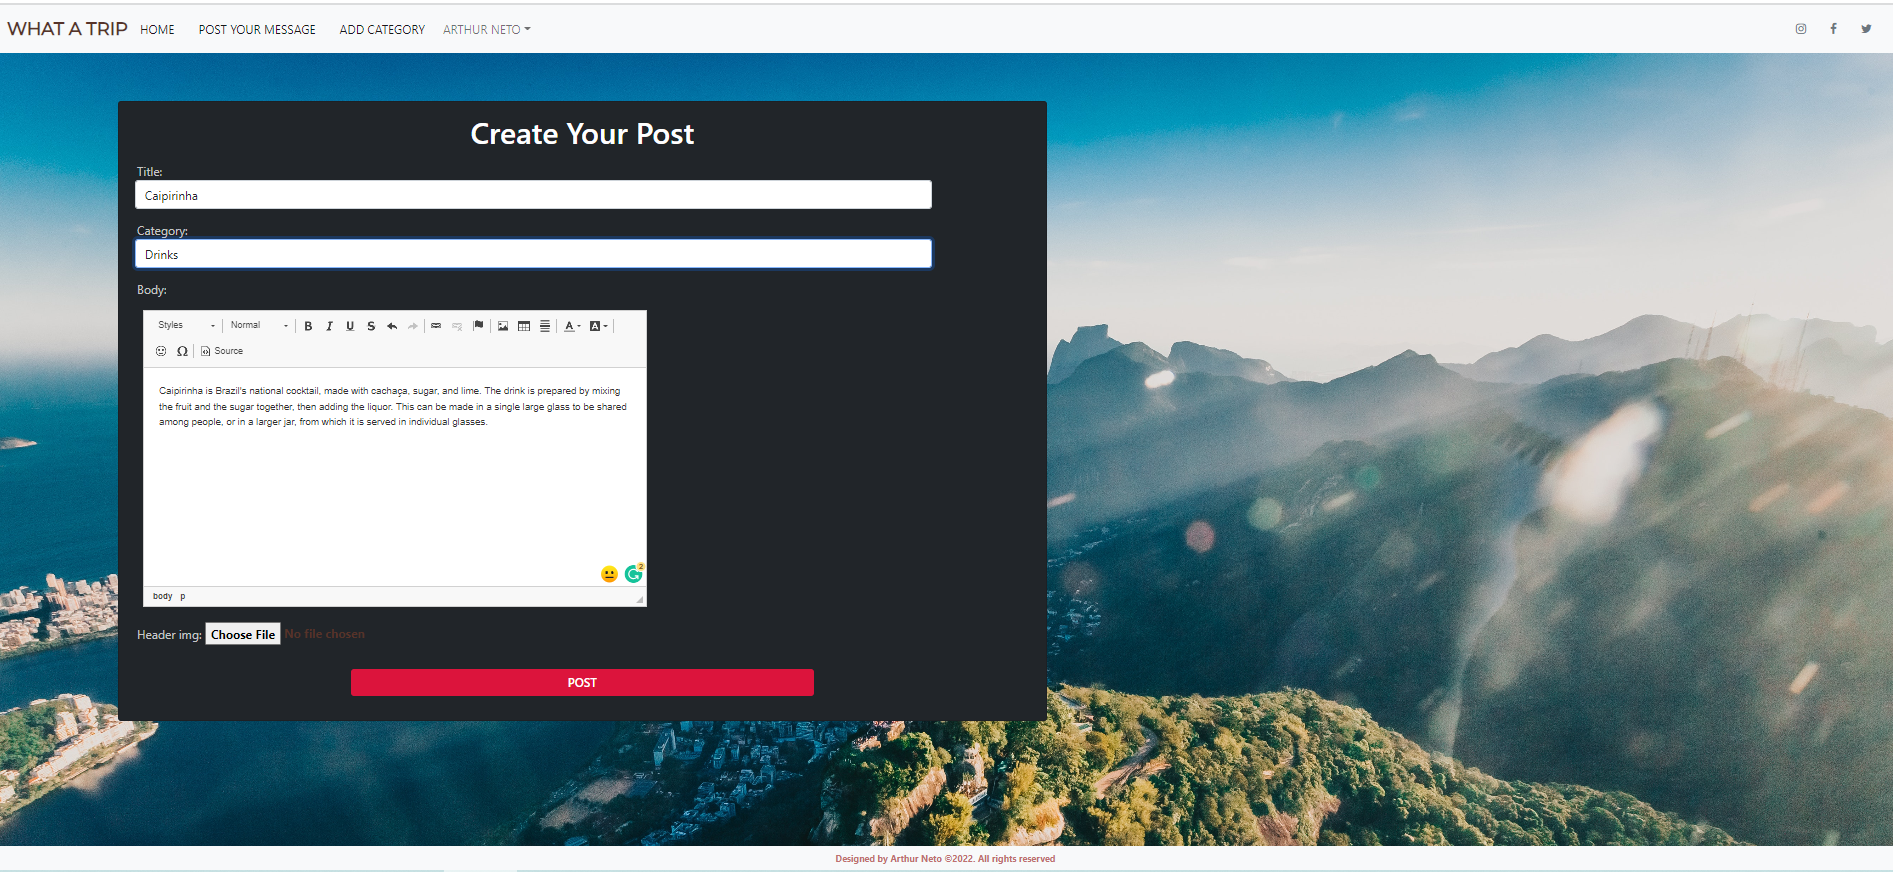 WHAT A TRIP HOME POST YOUR MESSAGE ADD CATEGORY ARTHUR NETO
Create Your Post
Title:
Caipirinha
Category:
Drinks
Body:
Styles Normal B I U S A A
Ω Source
Caipirinha is Brazil's national cocktail, made with cachaça, sugar, and lime. The drink is prepared by mixing
the fruit and the sugar together, then adding the liquor. This can be made in a single large glass to be shared
among people, or in a larger jar, from which it is served in individual glasses.
2
body p
Header img: Choose File No file chosen
POST
Designed by Arthur Neto ©2022. All rights reserved